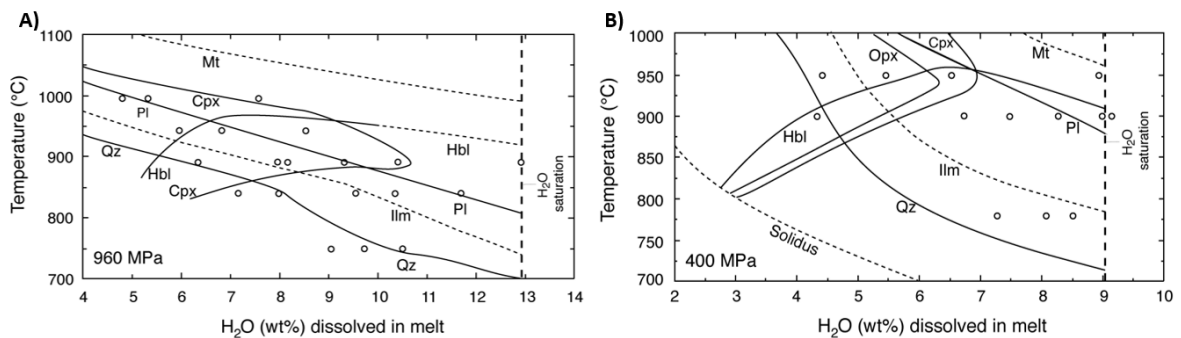 A)
1100
1000
900
800
700
Temperature (°C)
Mt
Cpx
Pl
Qz
Hbl
Cpx
Hbl
Ilm
Pl
Qz
H₂O
saturation
960 MPa
4 5 6 7 8 9 10 11 12 13 14
H₂O (wt%) dissolved in melt
B)
1000
950
900
850
800
750
700
Temperature (°C)
Opx
Cpx
Mt
Hbl
Pl
Ilm
Qz
Solidus
H₂O
saturation
400 MPa
2 3 4 5 6 7 8 9 10
H₂O (wt%) dissolved in melt